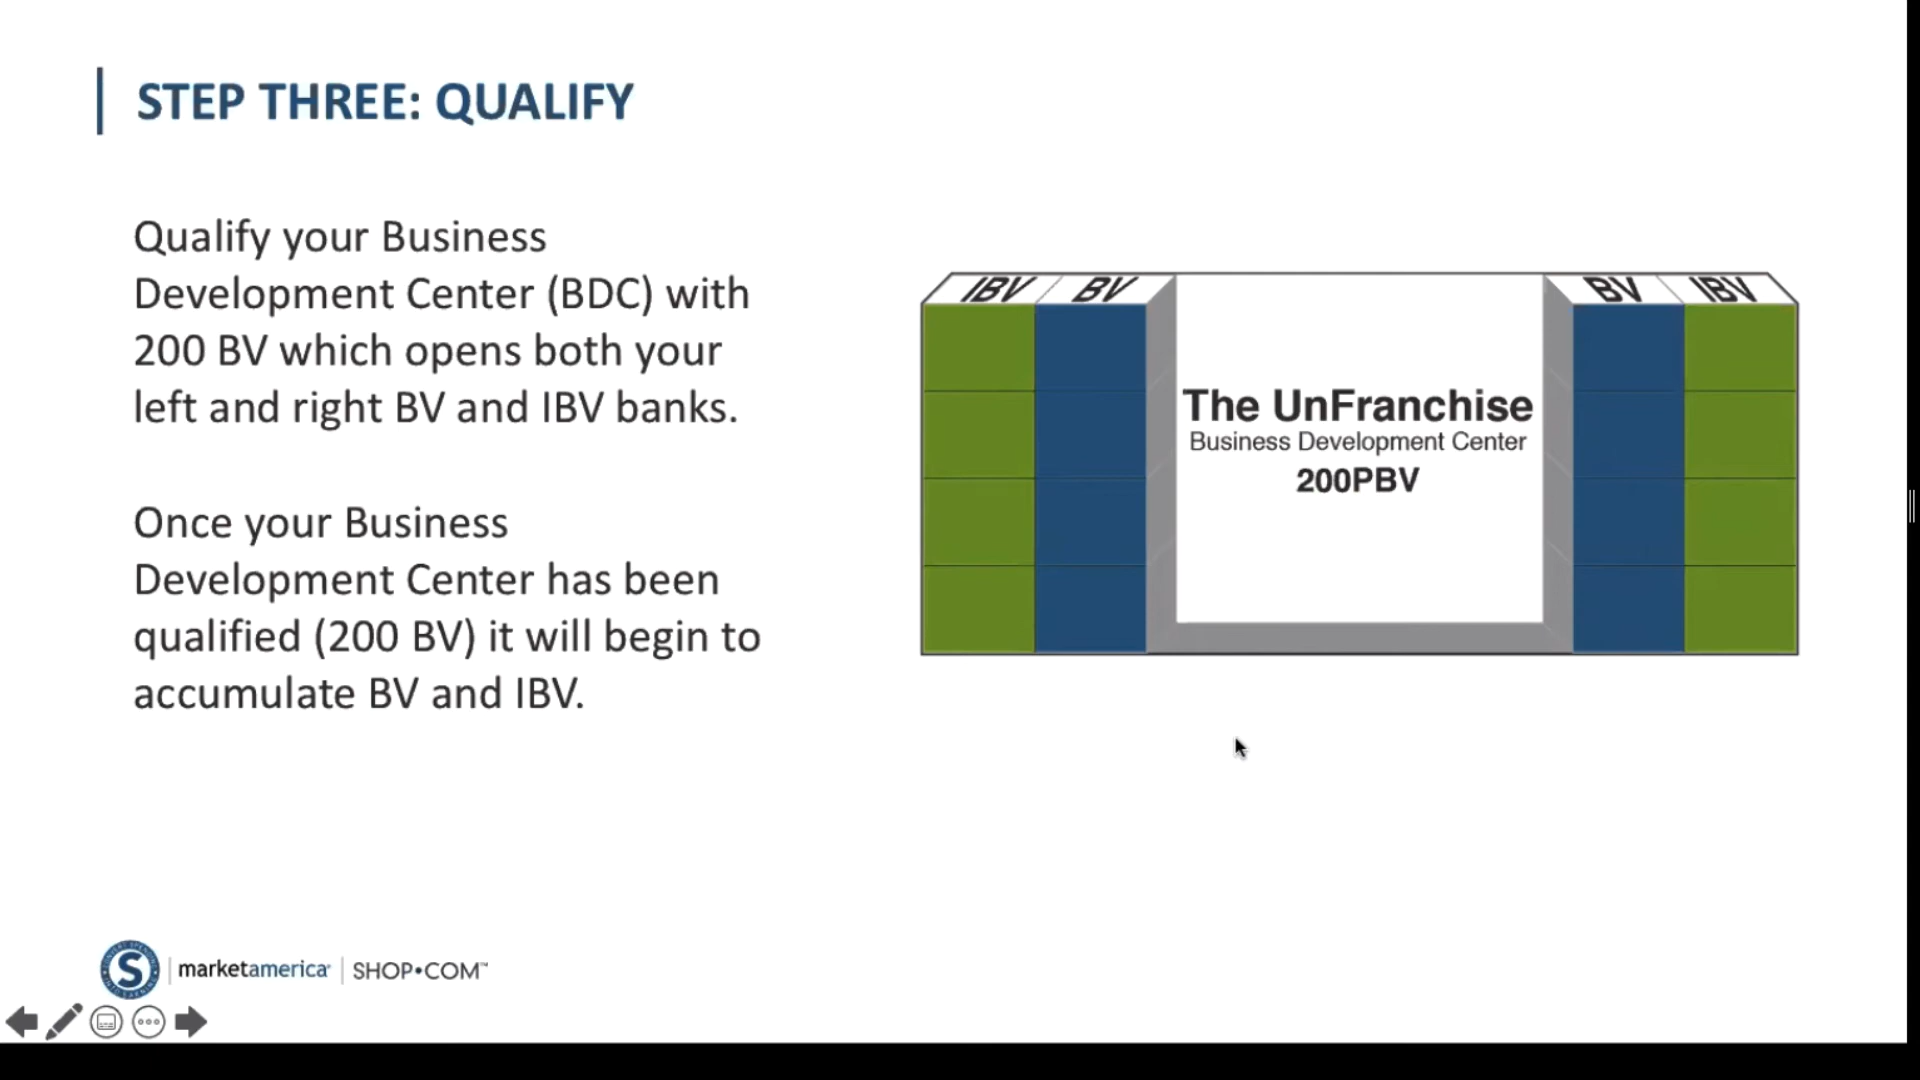 STEP THREE: QUALIFY
Qualify your Business
Development Center (BDC) with
200 BV which opens both your
left and right BV and IBV banks.
Once your Business
Development Center has been
qualified (200 BV) it will begin to
accumulate BV and IBV.
IBV BV BV IBV
The UnFranchise
Business Development Center
200PBV
S marketamerica® SHOP•COM™